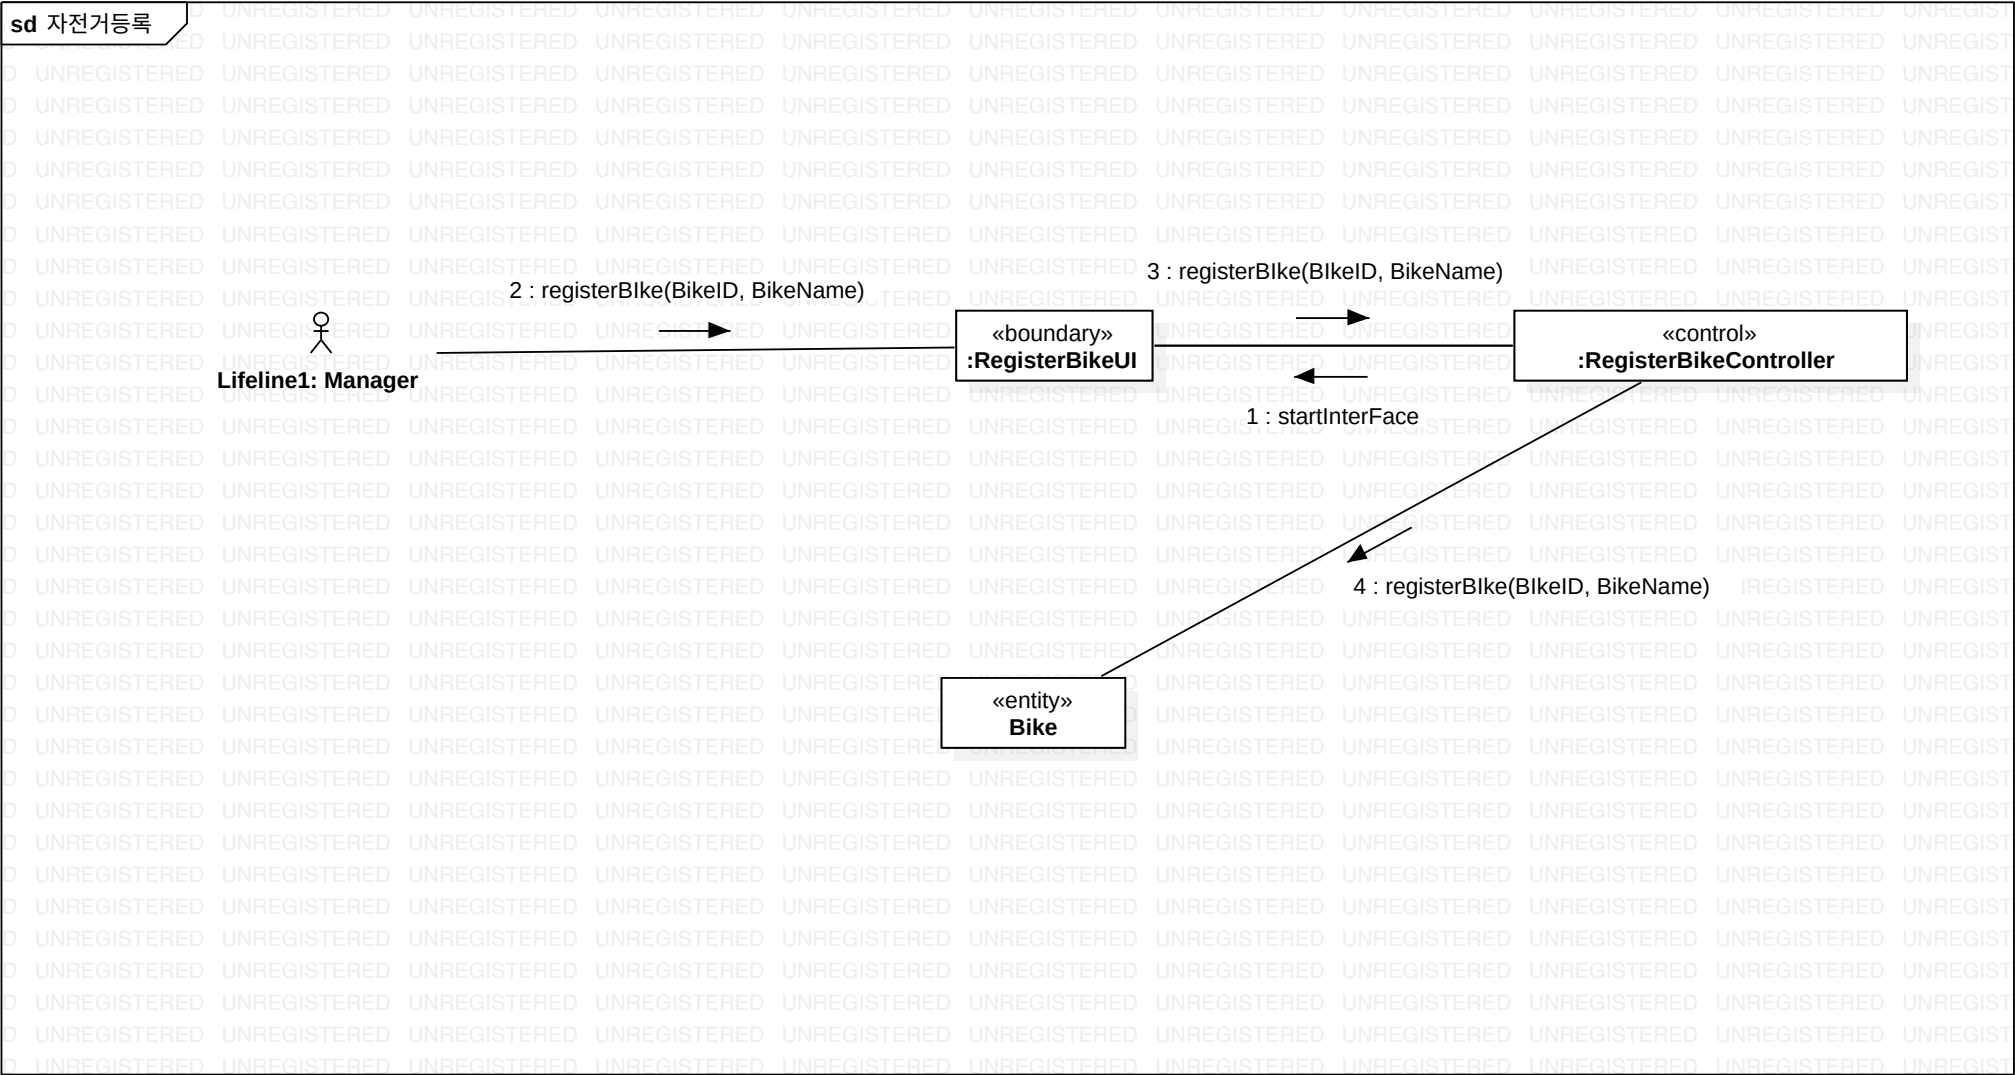 sd 자전거등록
2 : registerBIke(BikeID, BikeName)
3 : registerBIke(BIkeID, BikeName)
Lifeline1: Manager
«boundary»
:RegisterBikeUI
«control»
:RegisterBikeController
1 : startInterFace
4 : registerBIke(BIkeID, BikeName)
«entity»
Bike
UNREGISTERED